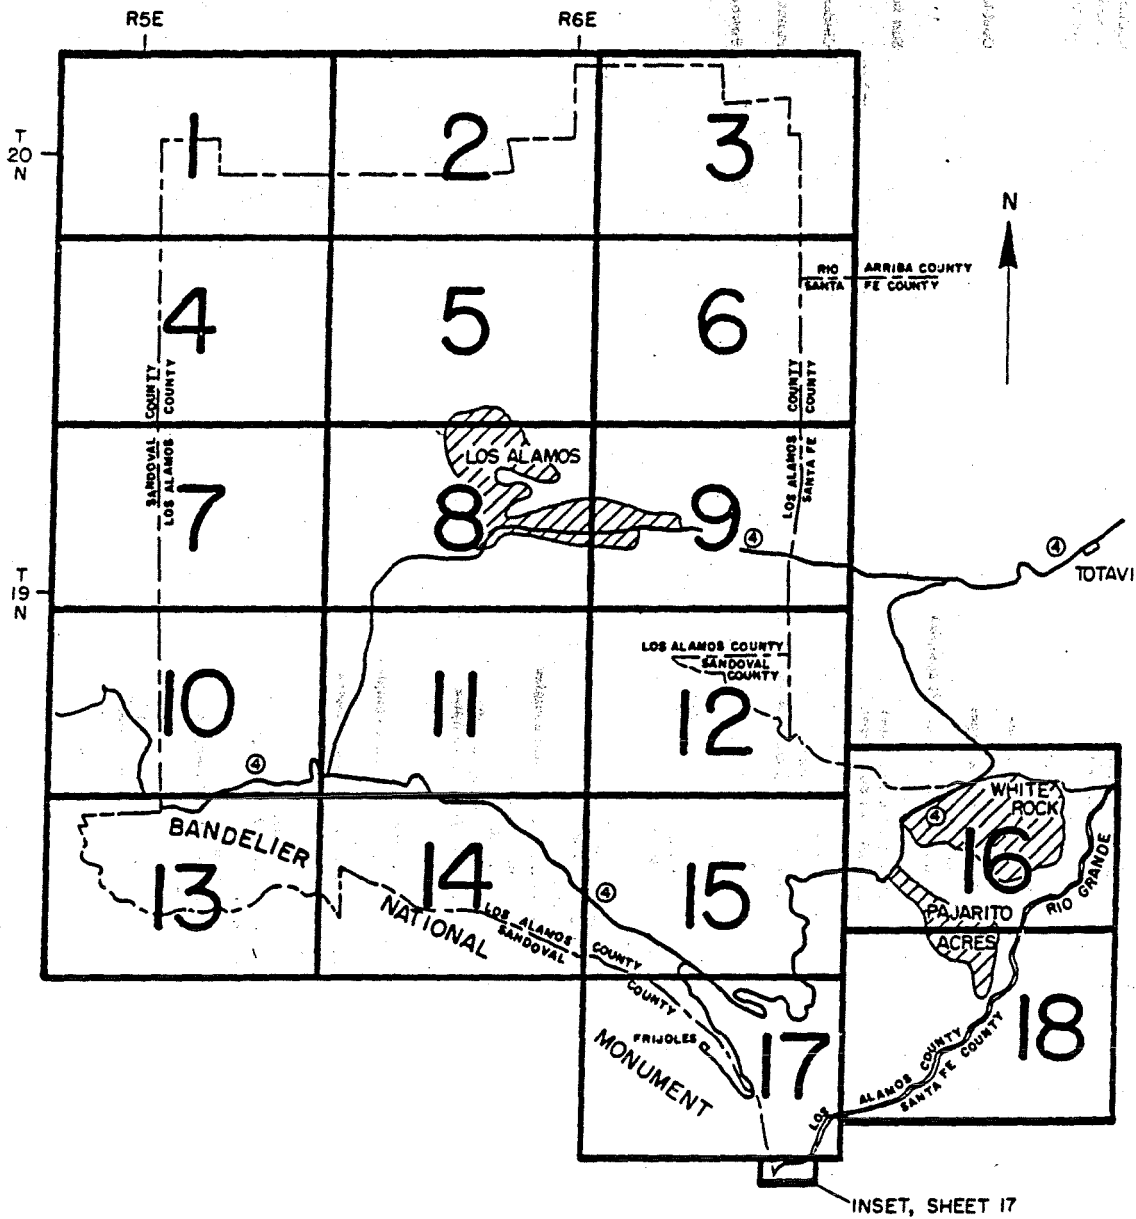 R5E
R6E
T
20
N
1
2
3
N
RIO ARRIBA COUNTY
SANTA FE COUNTY
4
5
6
SANDOVAL COUNTY
LOS ALAMOS COUNTY
LOS ALAMOS COUNTY
SANTA FE COUNTY
LOS ALAMOS
7
8
9
4
4
TOTAVI
T
19
N
LOS ALAMOS COUNTY
SANDOVAL
COUNTY
10
11
12
4
WHITE
ROCK
4
16
RIO GRANDE
BANDELIER
13
14
4
15
NATIONAL
LOS ALAMOS COUNTY
SANDOVAL COUNTY
PAJARITO
ACRES
MONUMENT
FRIJOLES
17
18
LOS ALAMOS COUNTY
SANTA FE COUNTY
INSET, SHEET 17